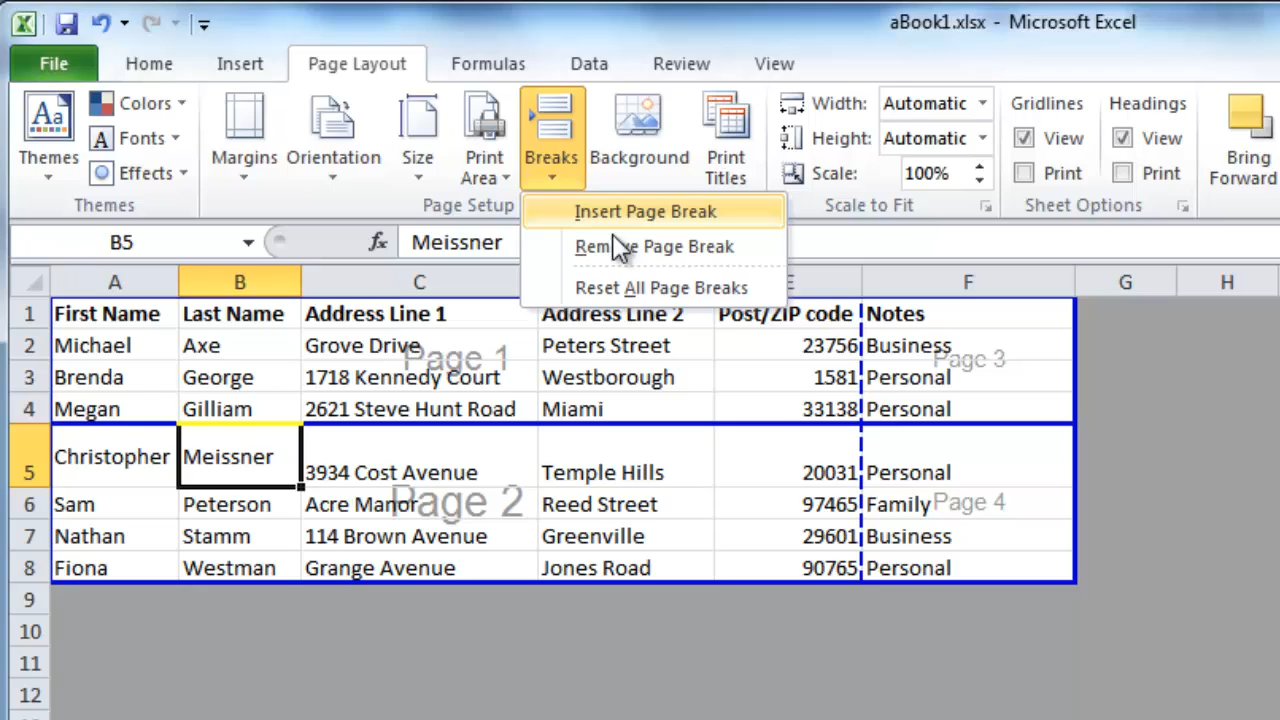 aBook1.xlsx - Microsoft Excel
File Home Insert Page Layout Formulas Data Review View
Colors Width: Automatic Gridlines Headings
Aa A Fonts Height: Automatic View View
Themes Effects Margins Orientation Size Print Area Breaks Background Print Titles Scale: 100% Print Print Bring Forward
Themes Page Setup Scale to Fit Sheet Options
Insert Page Break
Remove Page Break
Reset All Page Breaks
B5 fx Meissner
A B C E F G H
1 First Name Last Name Address Line 1 Address Line 2 Post/ZIP code Notes
2 Michael Axe Grove Drive Peters Street 23756 Business
Page 1 Page 3
3 Brenda George 1718 Kennedy Court Westborough 1581 Personal
4 Megan Gilliam 2621 Steve Hunt Road Miami 33138 Personal
5 Christopher Meissner 3934 Cost Avenue Temple Hills 20031 Personal
6 Sam Peterson Acre Manor Reed Street 97465 Family
Page 2 Page 4
7 Nathan Stamm 114 Brown Avenue Greenville 29601 Business
8 Fiona Westman Grange Avenue Jones Road 90765 Personal
9
10
11
12